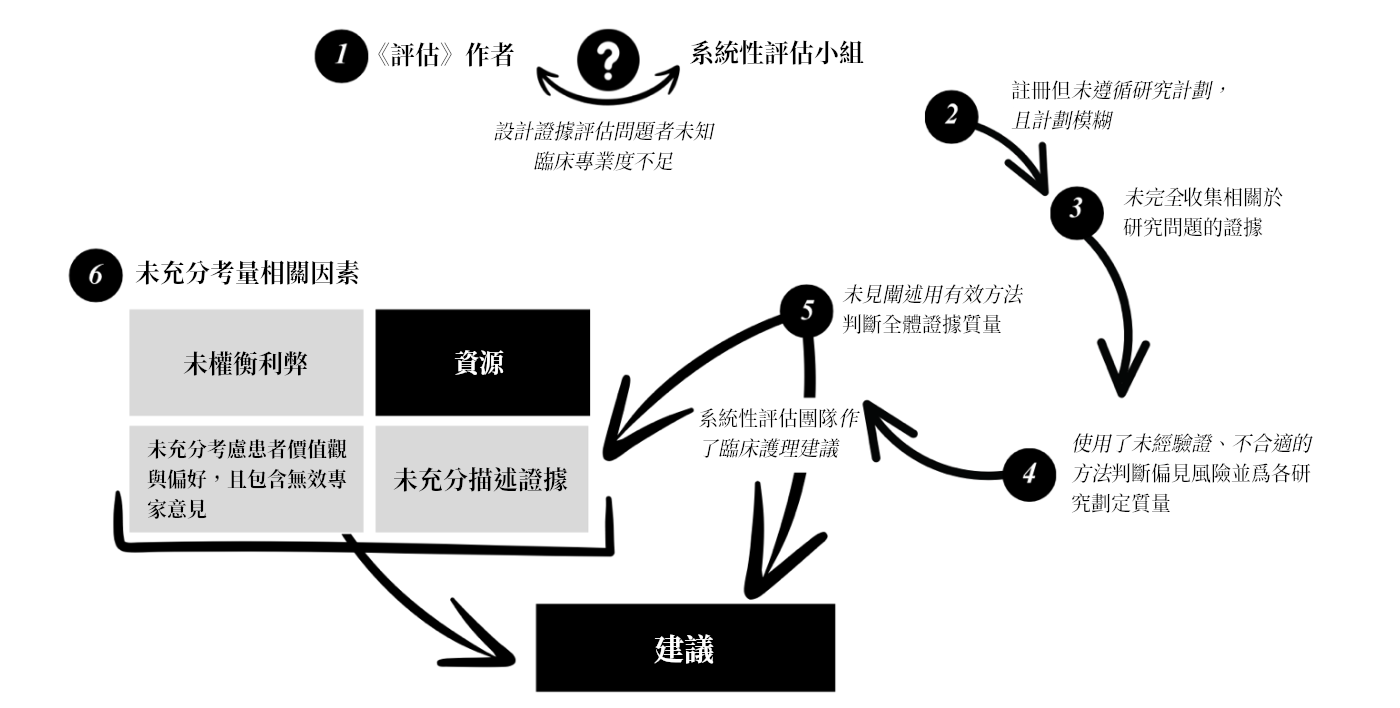 1 《評估》作者
?
系統性評估小組
設計證據評估問題者未知
臨床專業度不足
2 註冊但未遵循研究計劃，
且計劃模糊
3 未完全收集相關於
研究問題的證據
4 使用了未經驗證、不合適的
方法判斷偏見風險並爲各研
究劃定質量
5 未見闡述用有效方法
判斷全體證據質量
系統性評估團隊作
了臨床護理建議
6 未充分考量相關因素
未權衡利弊
資源
未充分考慮患者價值觀
與偏好，且包含無效專
家意見
未充分描述證據
建議